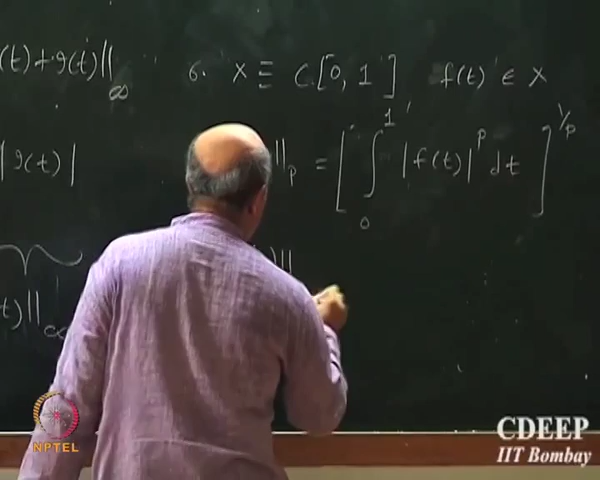 (t)+g(t)||∞
|g(t)|
t)||∞
6. X ≡ C[0, 1] f(t) ∈ X
||p = [∫₀¹ |f(t)|^p dt]^{1/p}
||
NPTEL
CDEEP
IIT Bombay